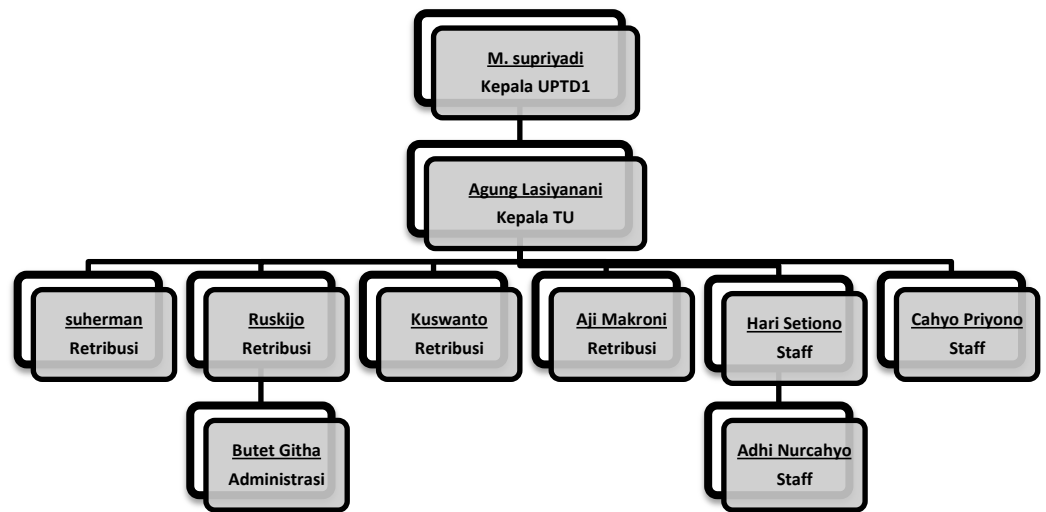 M. supriyadi
Kepala UPTD1
Agung Lasiyanani
Kepala TU
suherman
Retribusi
Ruskijo
Retribusi
Kuswanto
Retribusi
Aji Makroni
Retribusi
Hari Setiono
Staff
Cahyo Priyono
Staff
Butet Githa
Administrasi
Adhi Nurcahyo
Staff